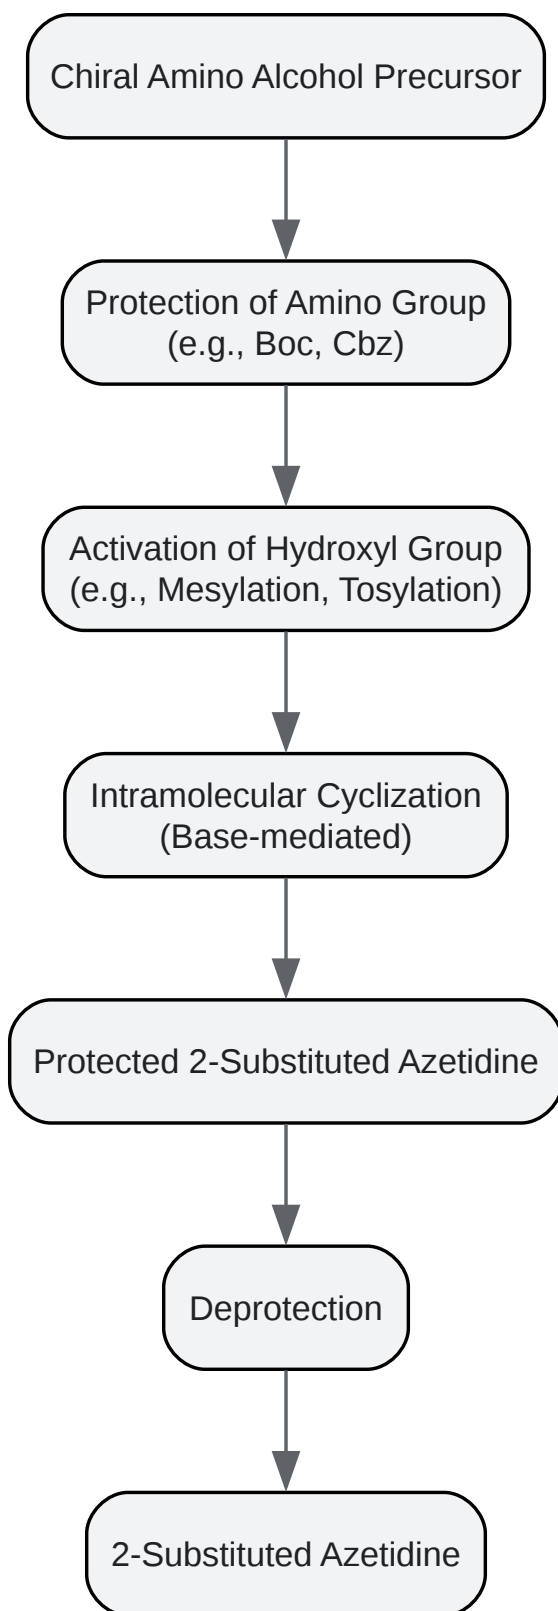 Chiral Amino Alcohol Precursor
Protection of Amino Group
(e.g., Boc, Cbz)
Activation of Hydroxyl Group
(e.g., Mesylation, Tosylation)
Intramolecular Cyclization
(Base-mediated)
Protected 2-Substituted Azetidine
Deprotection
2-Substituted Azetidine